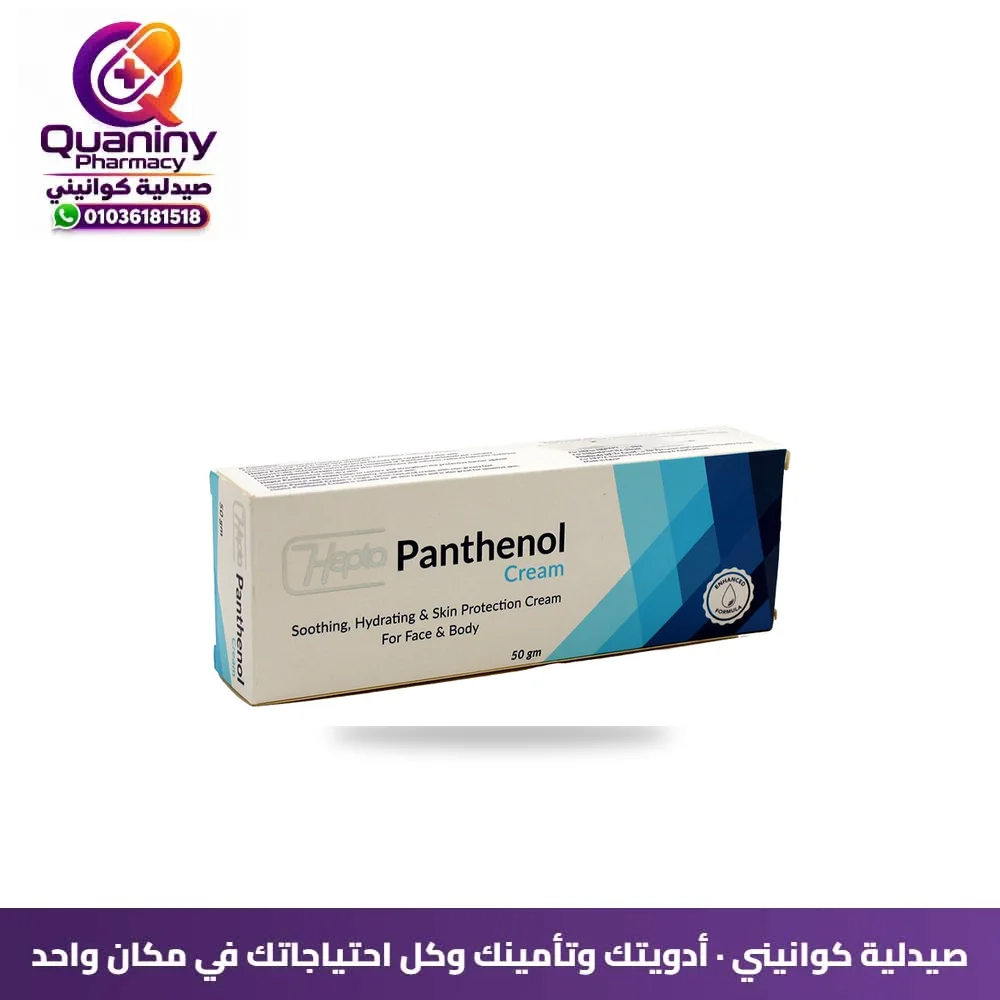 Quaniny
Pharmacy
صيدلية كوانيني
01036181518
Hepta Panthenol
Cream
Soothing, Hydrating & Skin Protection Cream
For Face & Body
50 gm
ENHANCED
FORMULA
50 gm
Hepta Panthenol
Cream
صيدلية كوانيني · أدويتك وتأمينك وكل احتياجاتك في مكان واحد